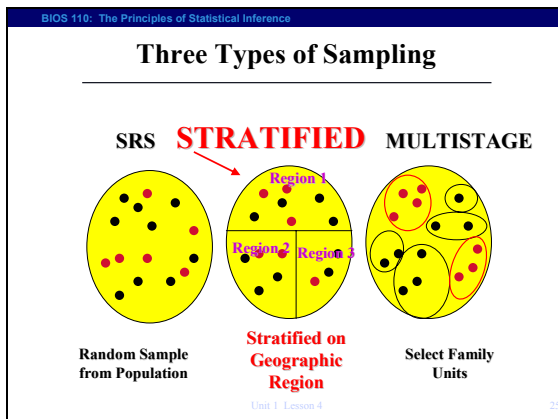 BIOS 110: The Principles of Statistical Inference
Three Types of Sampling
SRS STRATIFIED MULTISTAGE
Region 1
Region 2 Region 3
Random Sample
from Population
Stratified on
Geographic
Region
Select Family
Units
Unit 1 Lesson 4